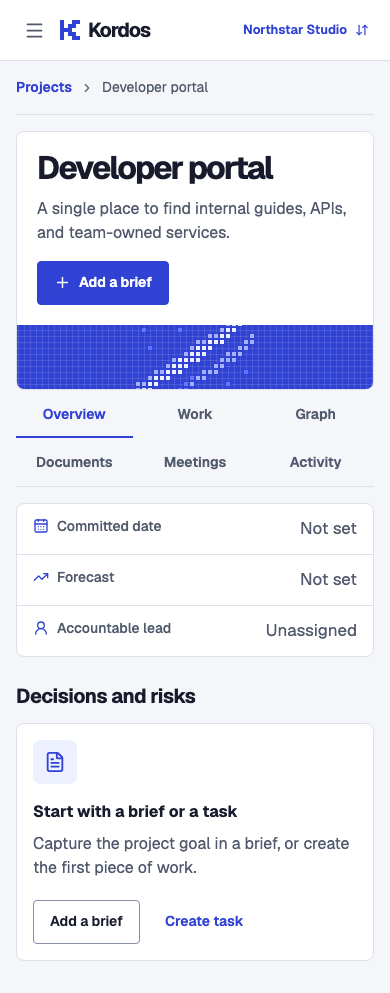 Kordos
Northstar Studio
Projects
Developer portal
Developer portal
A single place to find internal guides, APIs,
and team-owned services.
Add a brief
Overview
Work
Graph
Documents
Meetings
Activity
Committed date
Not set
Forecast
Not set
Accountable lead
Unassigned
Decisions and risks
Start with a brief or a task
Capture the project goal in a brief, or create
the first piece of work.
Add a brief
Create task